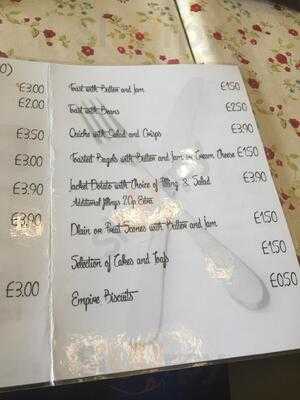 0)
£3.00
£2.00
£3.50
£3.00
£3.90
£3.90
£3.00
Toast with Butter and Jam £1.50
Toast with Beans £2.50
Quiche with Salad and Crisps £3.90
Toasted Bagels with Butter and Jam or Cream Cheese £1.50
Jacket Potato with Choice of Filling & Salad £3.90
Additional fillings 20p Extra
Plain or Fruit Scones with Butter and Jam £1.50
Selection of Cakes and Trays £1.50
Empire Biscuits £0.50